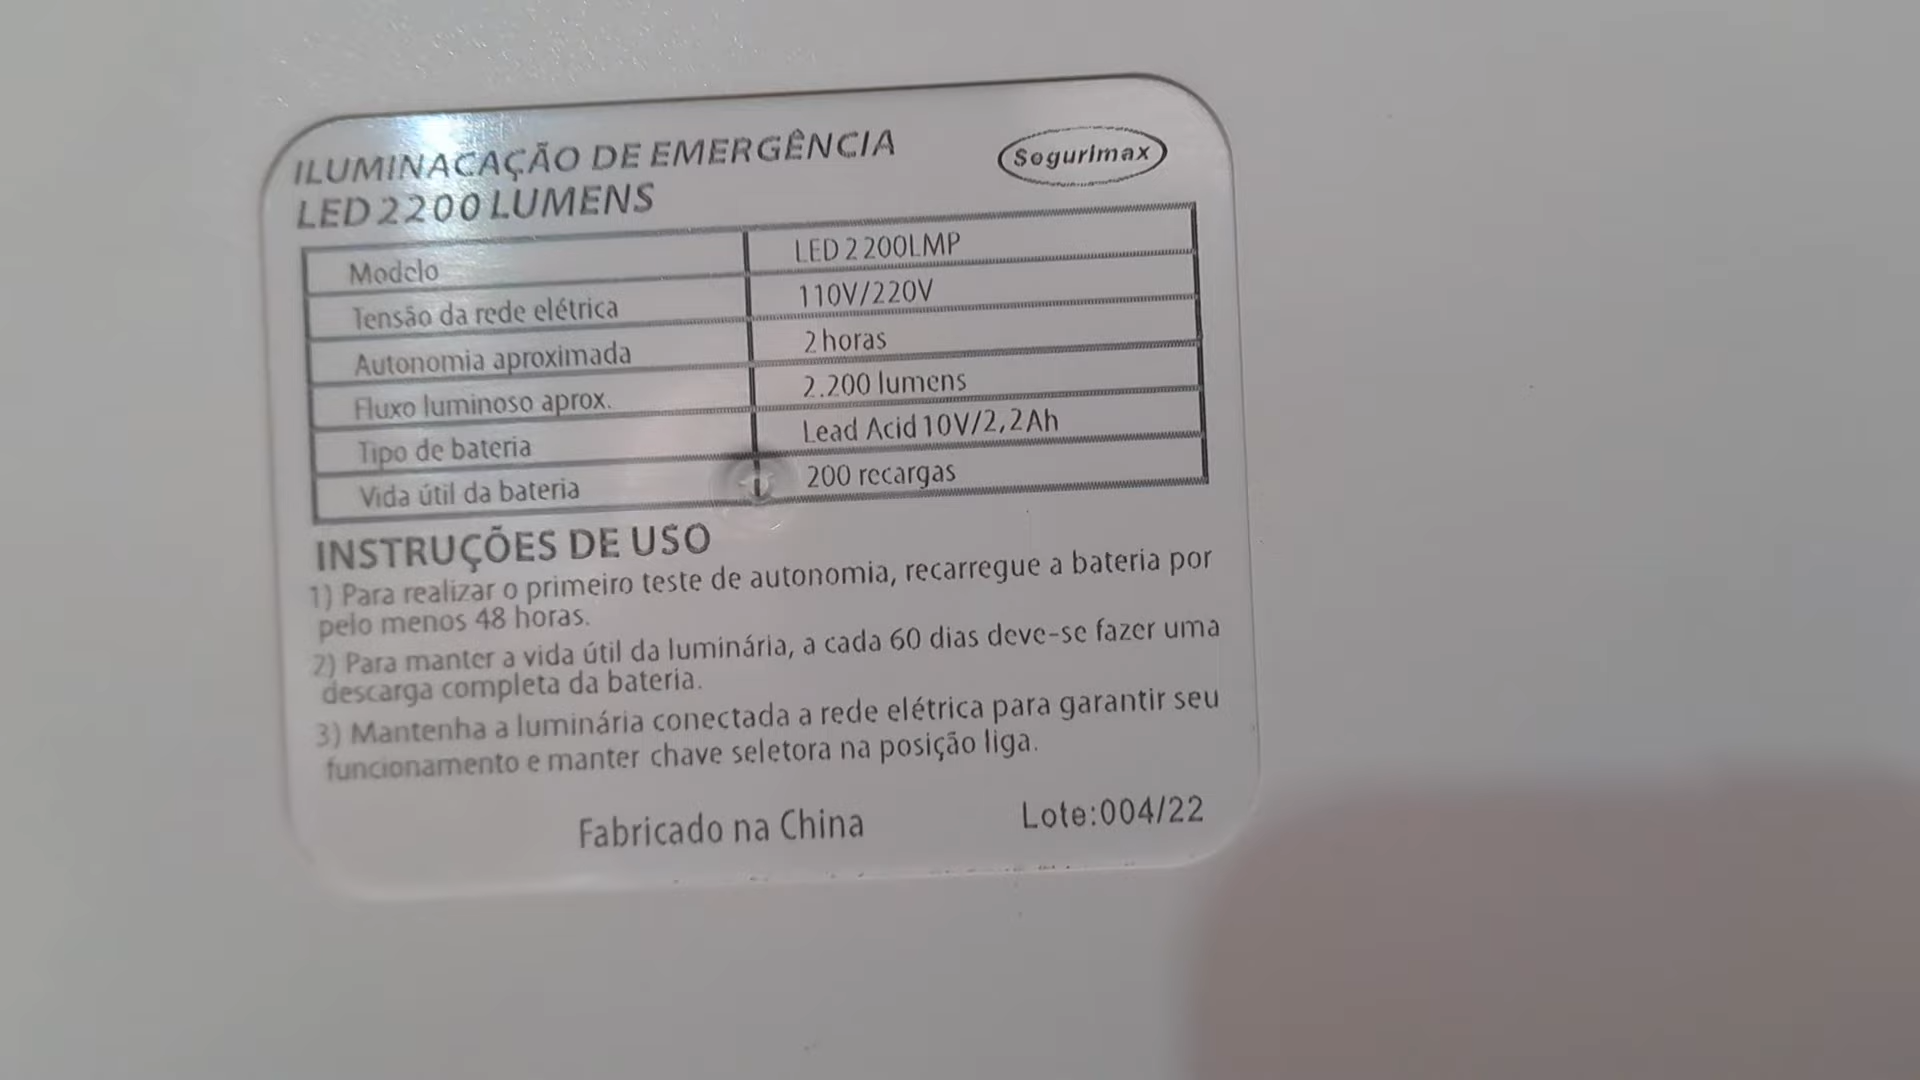 ILUMINACAÇÃO DE EMERGÊNCIA
LED 2200 LUMENS
Segurimax
Modelo LED 2200LMP
Tensão da rede elétrica 110V/220V
Autonomia aproximada 2 horas
Fluxo luminoso aprox. 2.200 lumens
Tipo de bateria Lead Acid 10V/2,2Ah
Vida útil da bateria 200 recargas
INSTRUÇÕES DE USO
1) Para realizar o primeiro teste de autonomia, recarregue a bateria por
pelo menos 48 horas.
2) Para manter a vida útil da luminária, a cada 60 dias deve-se fazer uma
descarga completa da bateria.
3) Mantenha a luminária conectada a rede elétrica para garantir seu
funcionamento e manter chave seletora na posição liga.
Fabricado na China
Lote:004/22